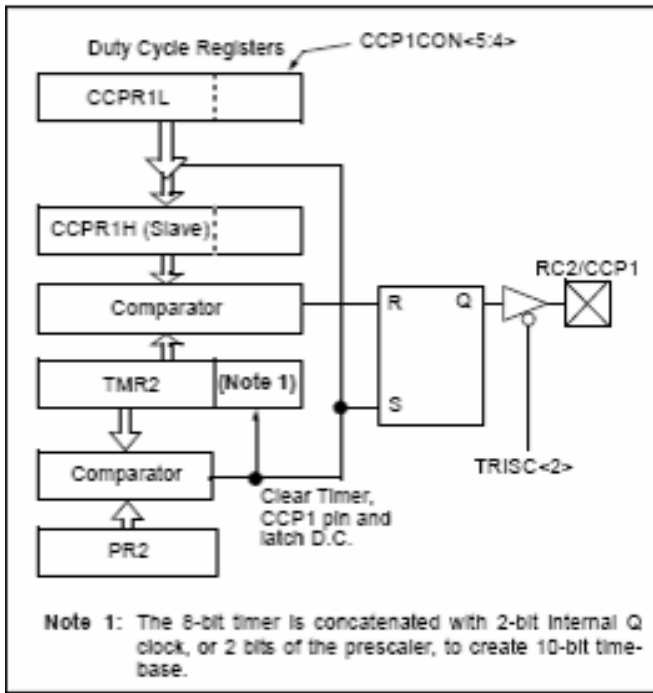 Duty Cycle Registers
CCP1CON<5:4>
CCPR1L
CCPR1H (Slave)
Comparator
TMR2
(Note 1)
Comparator
PR2
R
Q
S
RC2/CCP1
TRISC<2>
Clear Timer,
CCP1 pin and
latch D.C.
Note 1: The 8-bit timer is concatenated with 2-bit internal Q
clock, or 2 bits of the prescaler, to create 10-bit time-
base.